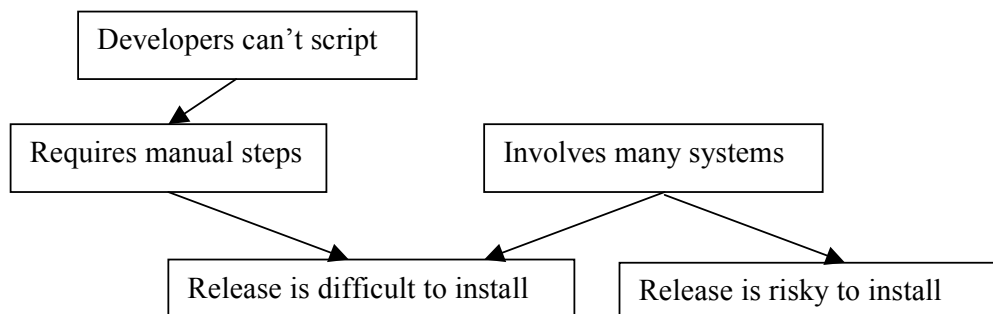 Developers can’t script
Requires manual steps
Involves many systems
Release is difficult to install
Release is risky to install